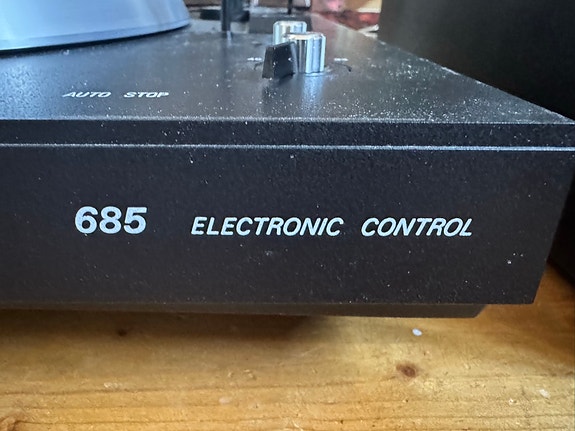 AUTO STOP
685 ELECTRONIC CONTROL